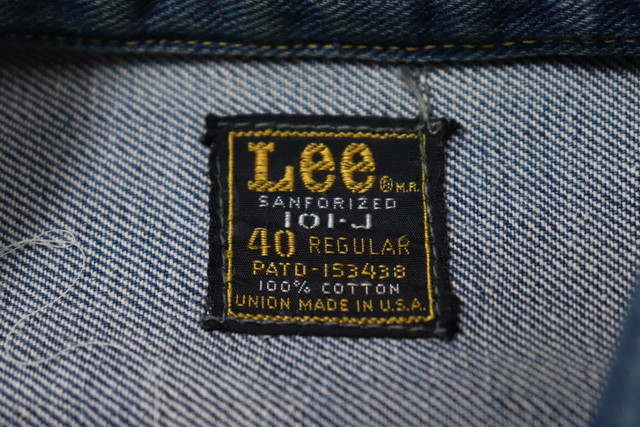 Lee ® M.R.
SANFORIZED
101-J
40 REGULAR
PATD-153438
100% COTTON
UNION MADE IN U.S.A.